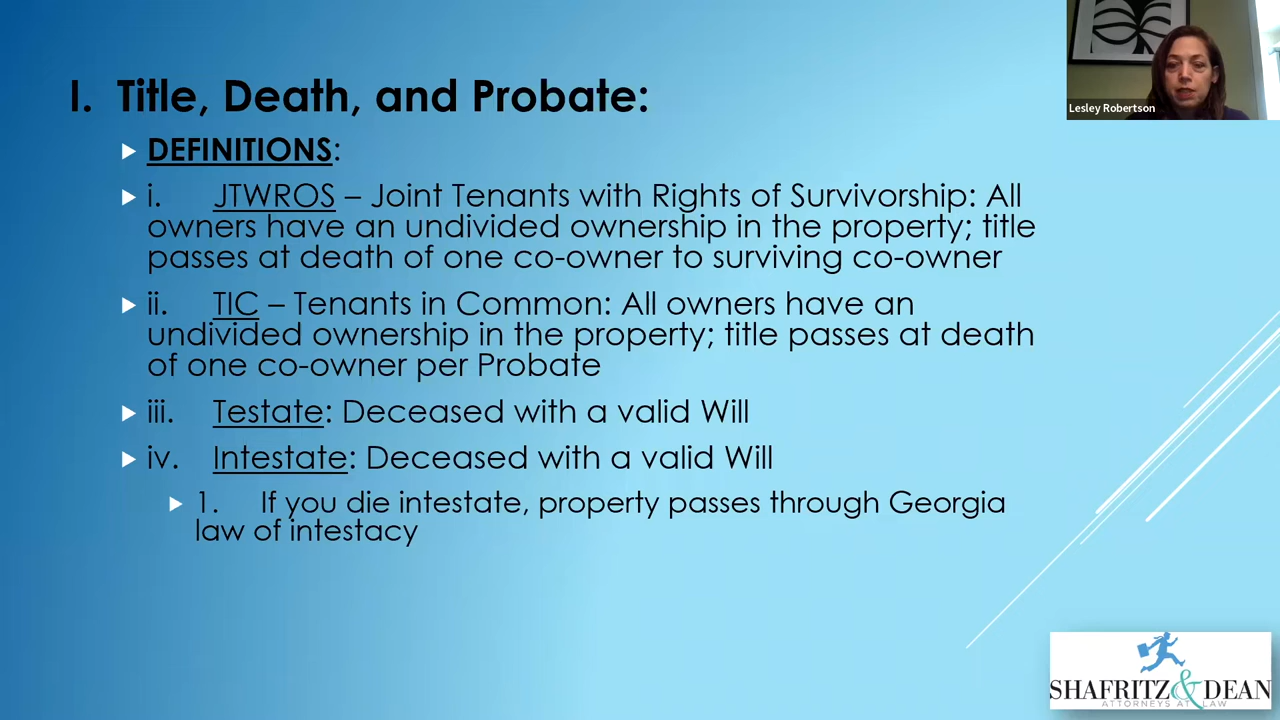 I. Title, Death, and Probate:
DEFINITIONS:
i. JTWROS – Joint Tenants with Rights of Survivorship: All
owners have an undivided ownership in the property; title
passes at death of one co-owner to surviving co-owner
ii. TIC – Tenants in Common: All owners have an
undivided ownership in the property; title passes at death
of one co-owner per Probate
iii. Testate: Deceased with a valid Will
iv. Intestate: Deceased with a valid Will
1. If you die intestate, property passes through Georgia
law of intestacy
Lesley Robertson
SHAFRITZ & DEAN
ATTORNEYS AT LAW